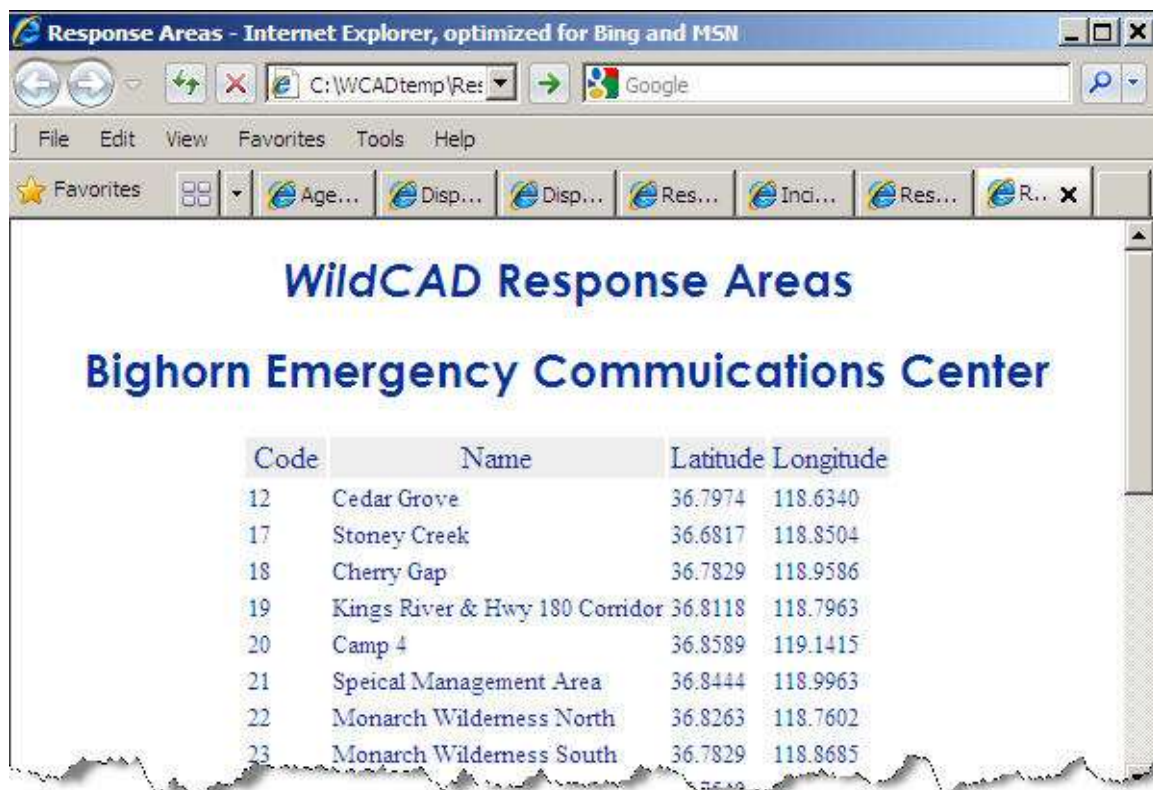 Response Areas - Internet Explorer, optimized for Bing and MSN
C:\WCADtemp\Res
Google
File Edit View Favorites Tools Help
Favorites Age... Disp... Disp... Res... Inci... Res... R..
WildCAD Response Areas
Bighorn Emergency Commuications Center
Code Name Latitude Longitude
12 Cedar Grove 36.7974 118.6340
17 Stoney Creek 36.6817 118.8504
18 Cherry Gap 36.7829 118.9586
19 Kings River & Hwy 180 Corridor 36.8118 118.7963
20 Camp 4 36.8589 119.1415
21 Speical Management Area 36.8444 118.9963
22 Monarch Wilderness North 36.8263 118.7602
23 Monarch Wilderness South 36.7829 118.8685